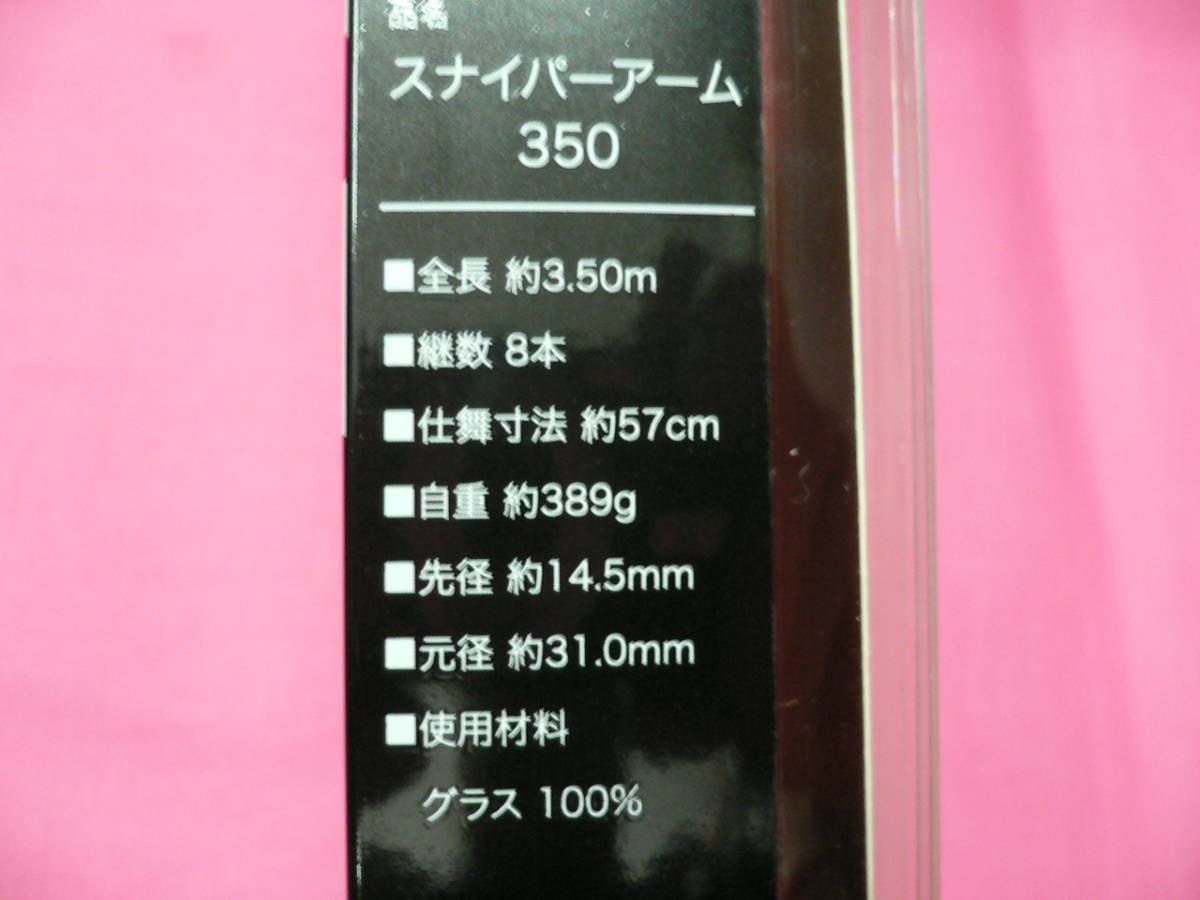 品名
スナイパーアーム
350
■全長 約3.50m
■継数 8本
■仕舞寸法 約57cm
■自重 約389g
■先径 約14.5mm
■元径 約31.0mm
■使用材料
グラス 100%